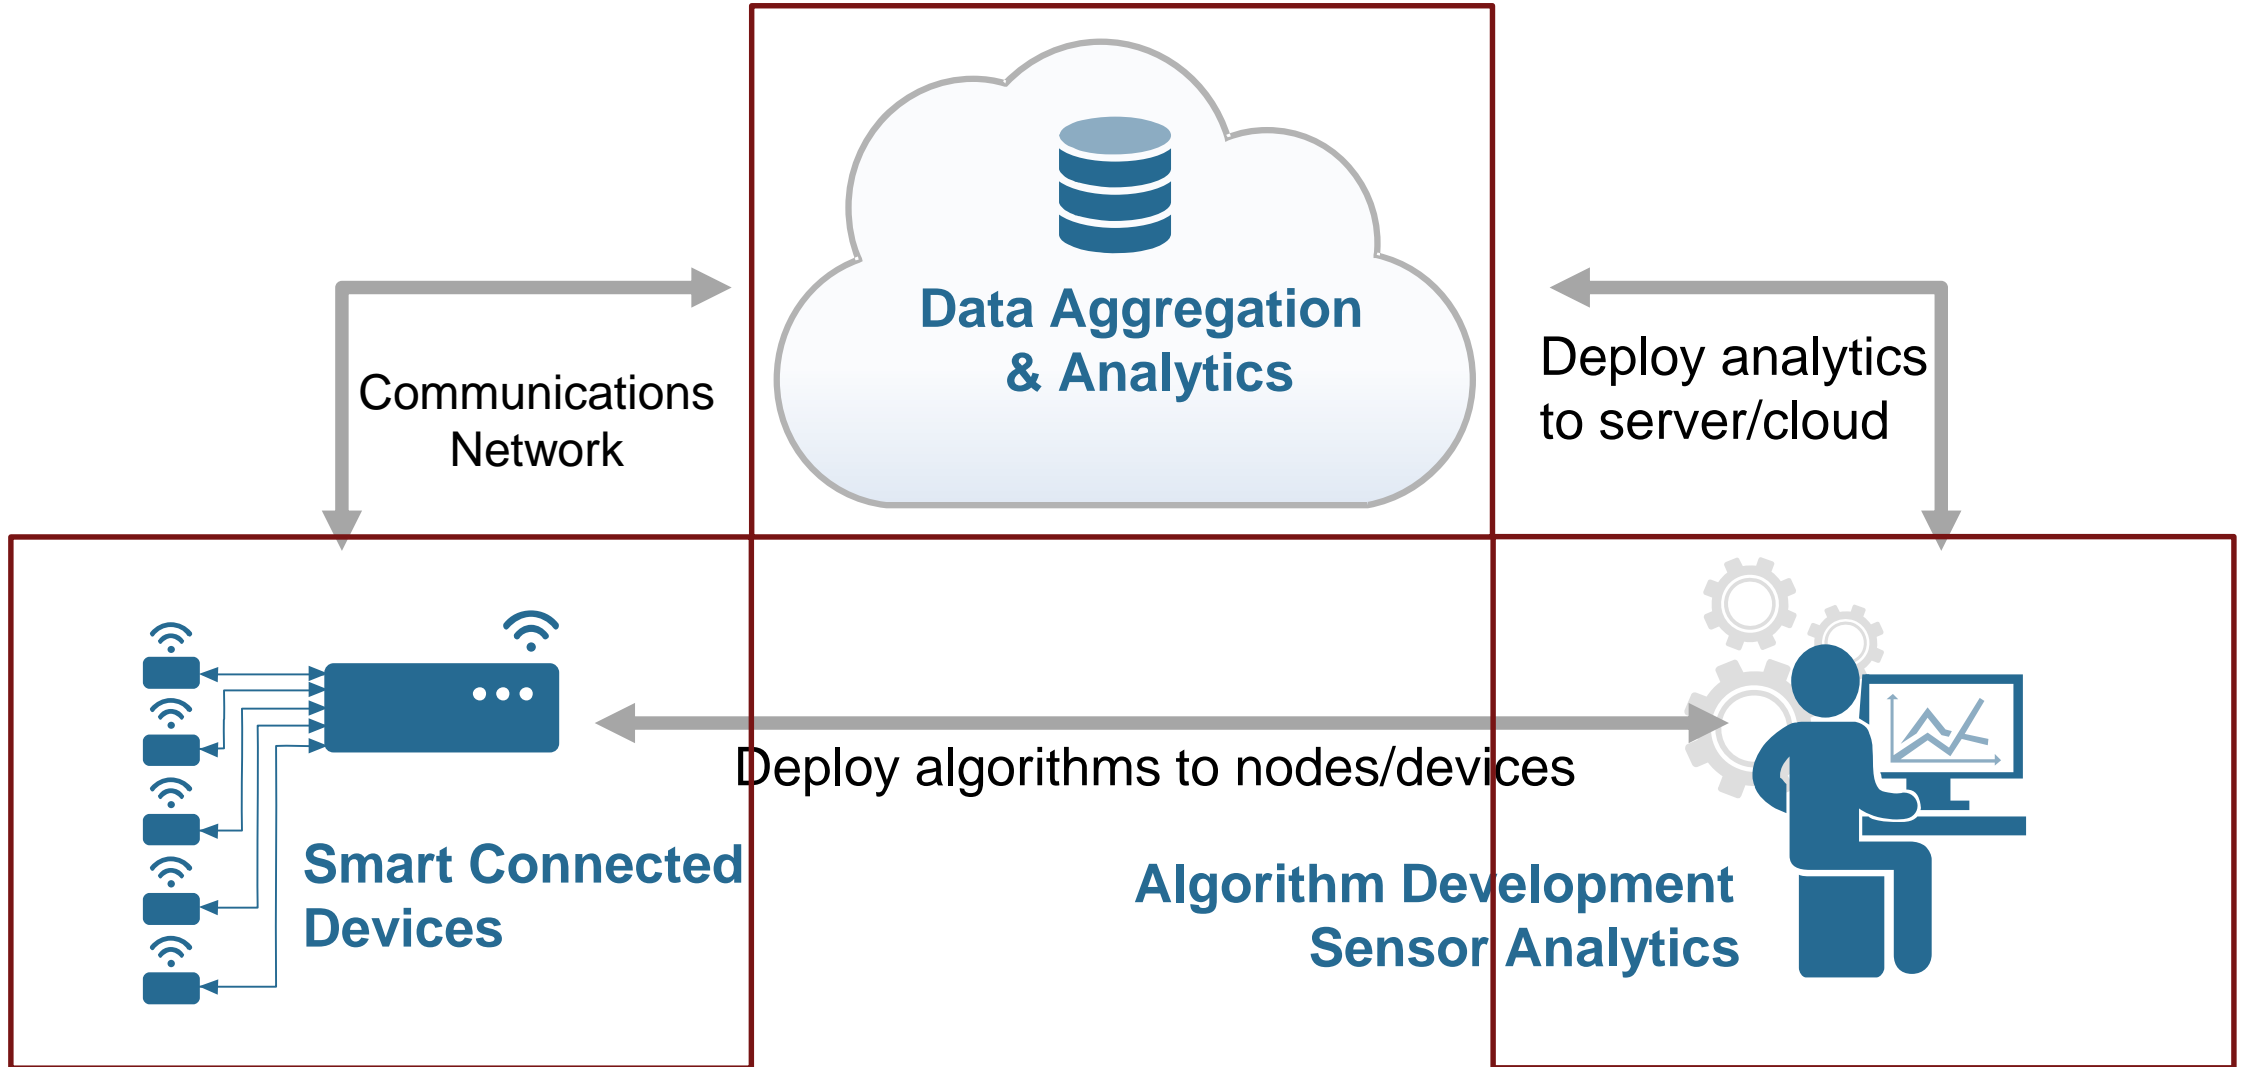 Data Aggregation
& Analytics
Communications
Network
Deploy analytics
to server/cloud
Deploy algorithms to nodes/devices
Smart Connected
Devices
Algorithm Development
Sensor Analytics